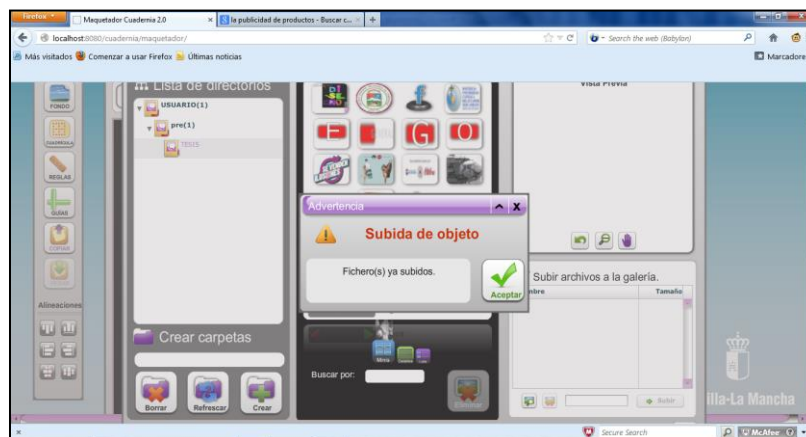 Firefox
Maquetador Cuadernia 2.0
la publicidad de productos - Buscar c...
localhost:8080/cuadernia/maquetador/
Search the web (Babylon)
Más visitados
Comenzar a usar Firefox
Últimas noticias
Marcadores
Lista de directorios
Vista Previa
FONDO
USUARIO(1)
pre(1)
TESIS
CUADRÍCULA
REGLAS
GUÍAS
COPIAR
Advertencia
X
Subida de objeto
Fichero(s) ya subidos.
Aceptar
Subir archivos a la galería.
mbre
Tamaño
Alineaciones
Crear carpetas
Buscar por:
Borrar
Refrescar
Crear
Eliminar
Subir
illa-La Mancha
Secure Search
McAfee